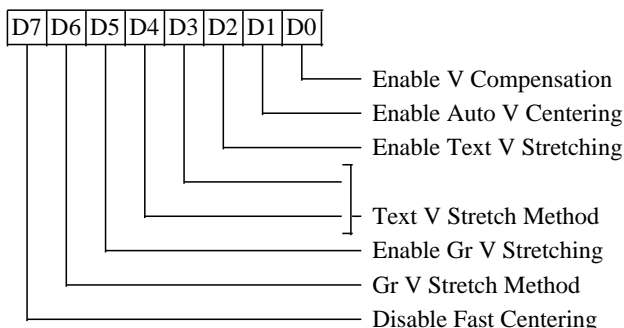 D7 D6 D5 D4 D3 D2 D1 D0
Enable V Compensation
Enable Auto V Centering
Enable Text V Stretching
Text V Stretch Method
Enable Gr V Stretching
Gr V Stretch Method
Disable Fast Centering